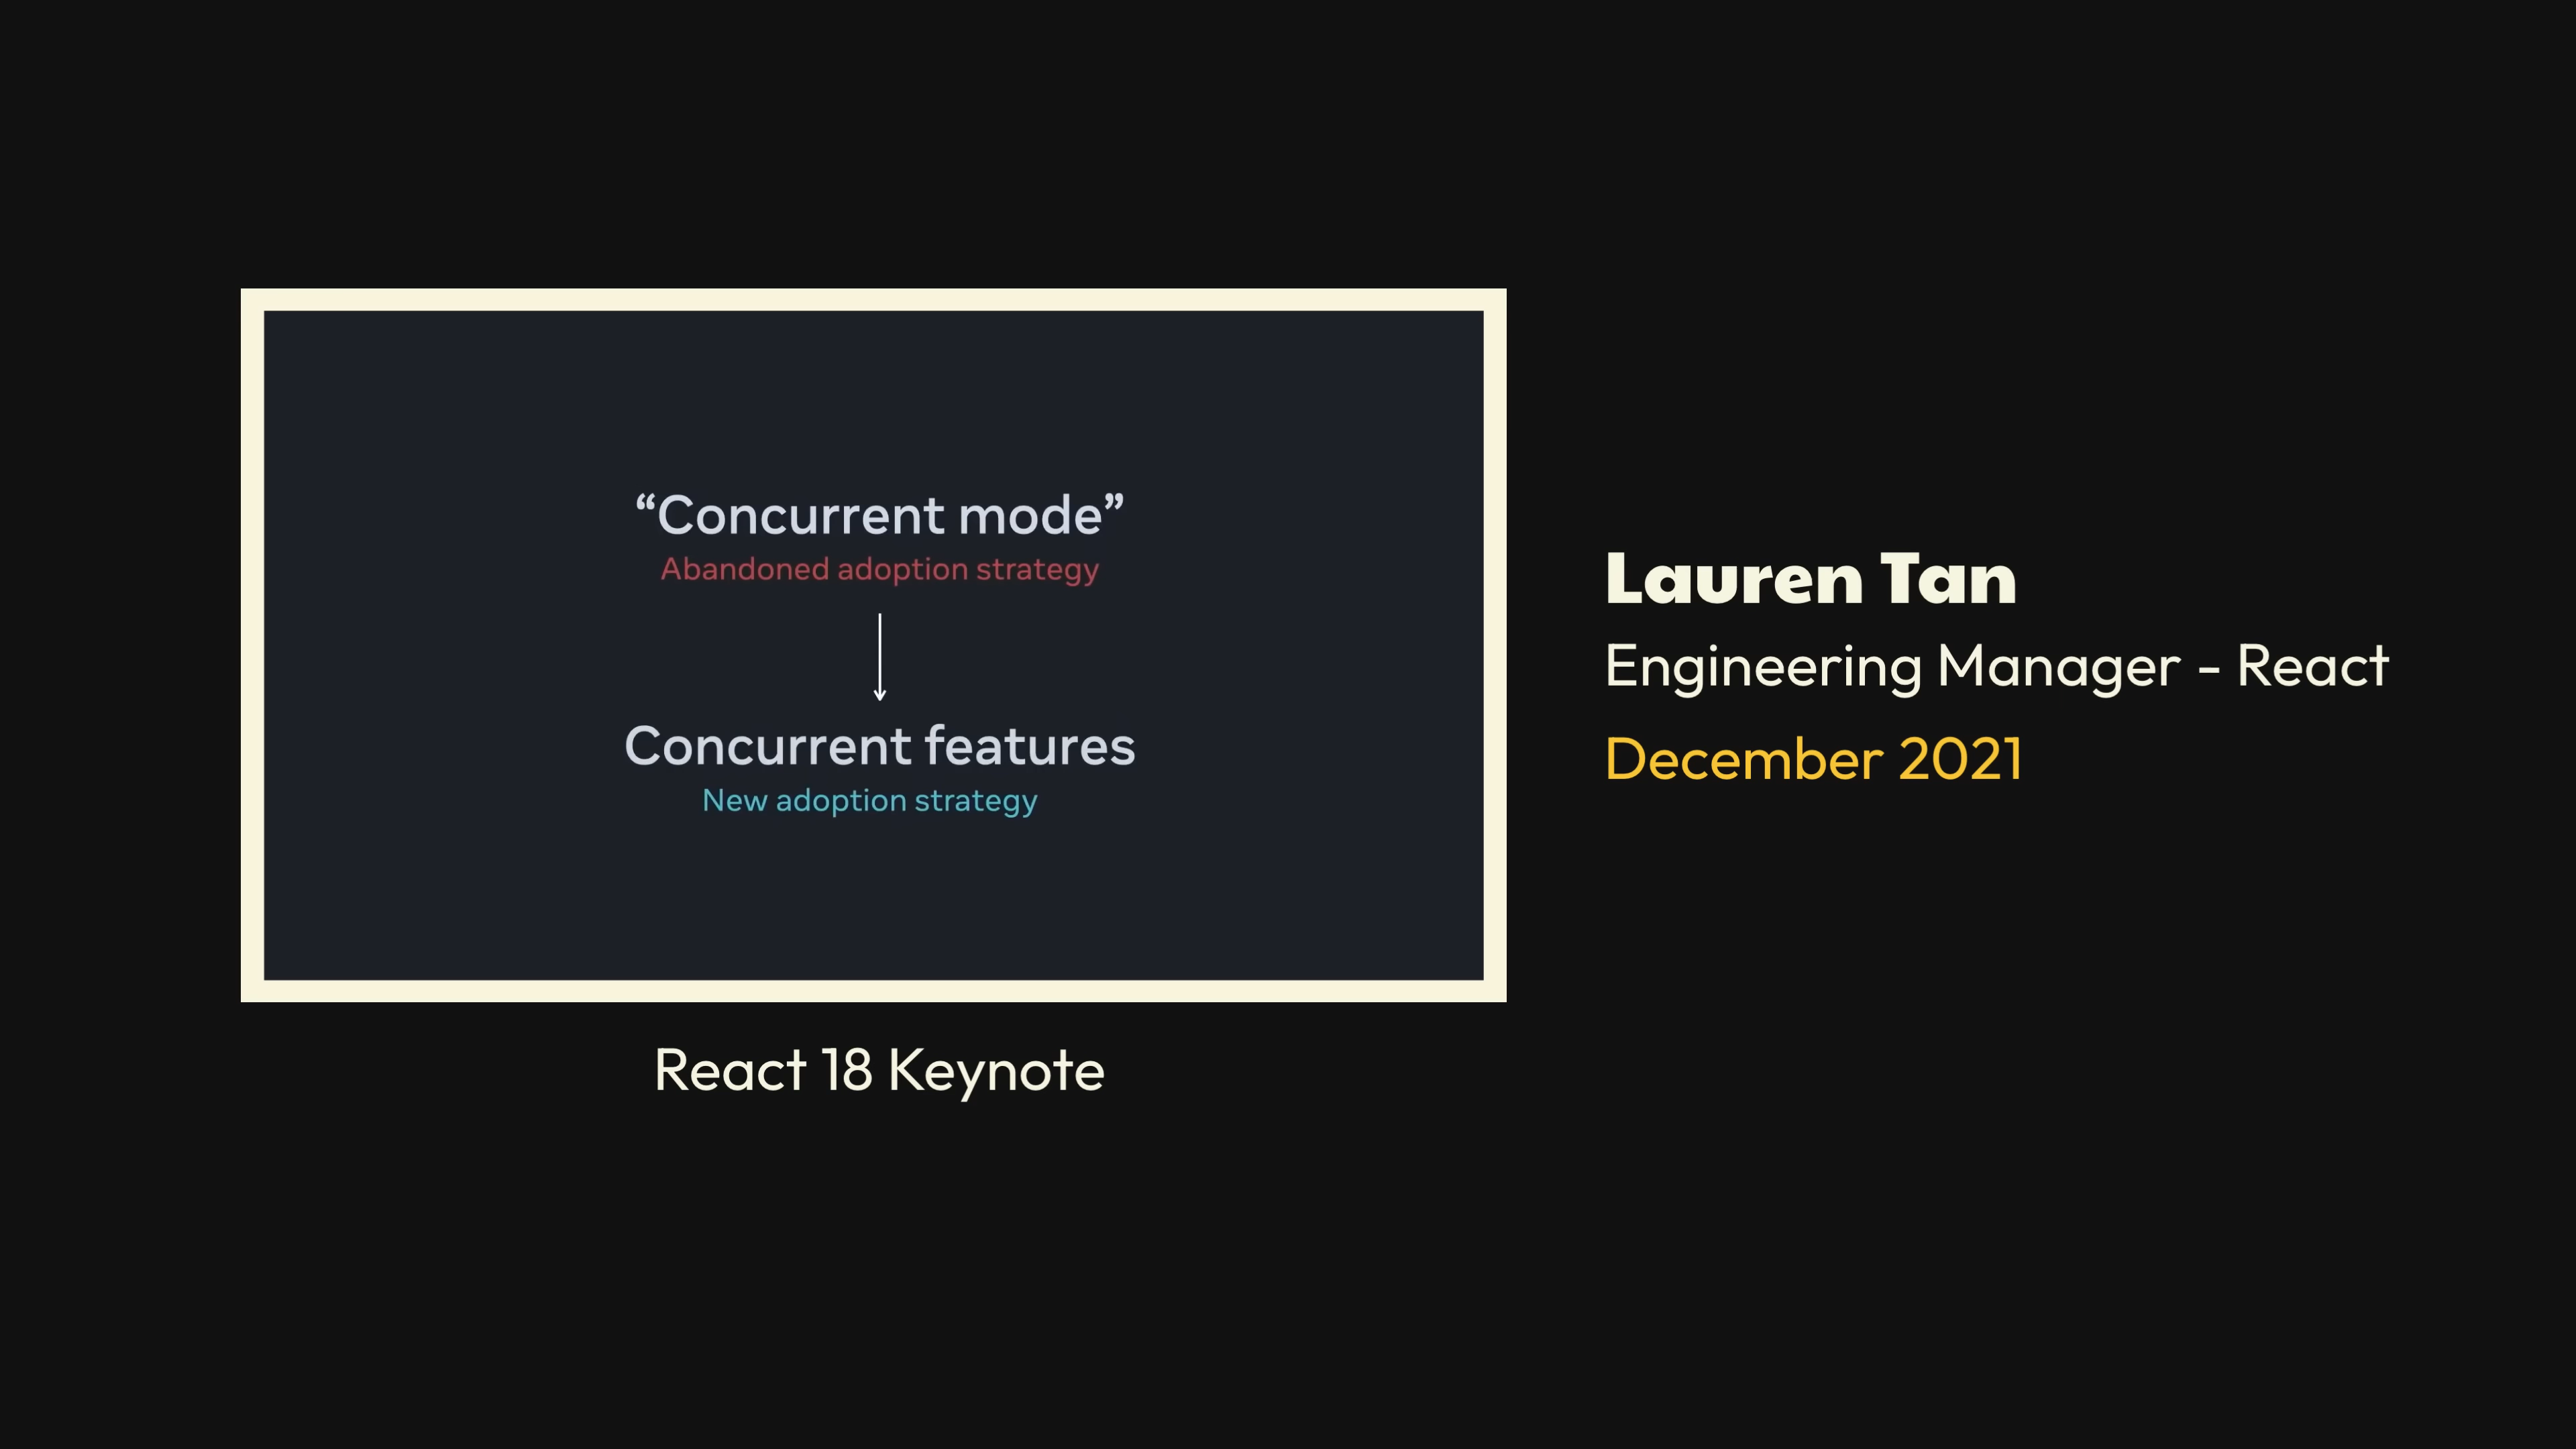 “Concurrent mode”
Abandoned adoption strategy
Concurrent features
New adoption strategy
React 18 Keynote
Lauren Tan
Engineering Manager - React
December 2021